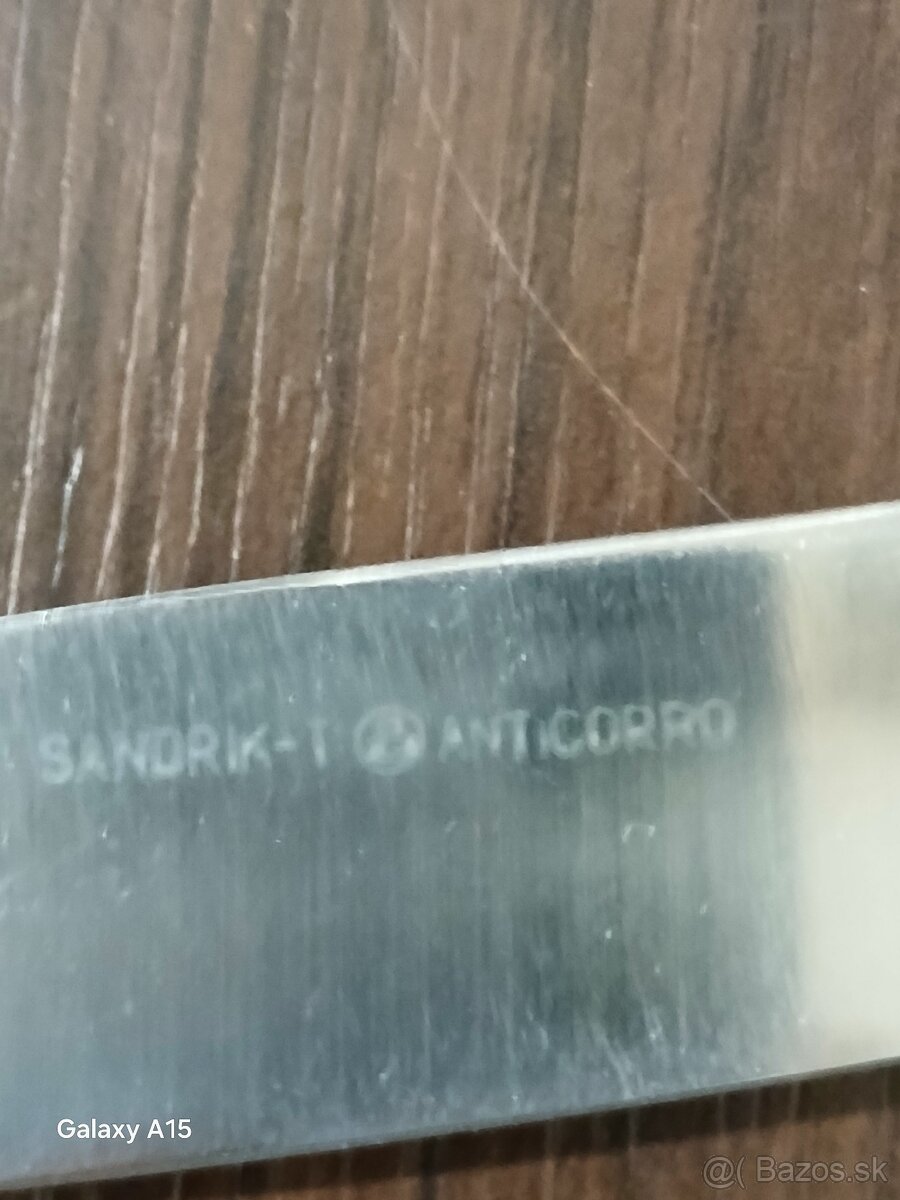 SANDRIK-T ANTICORRO
Galaxy A15
@( Bazos.sk